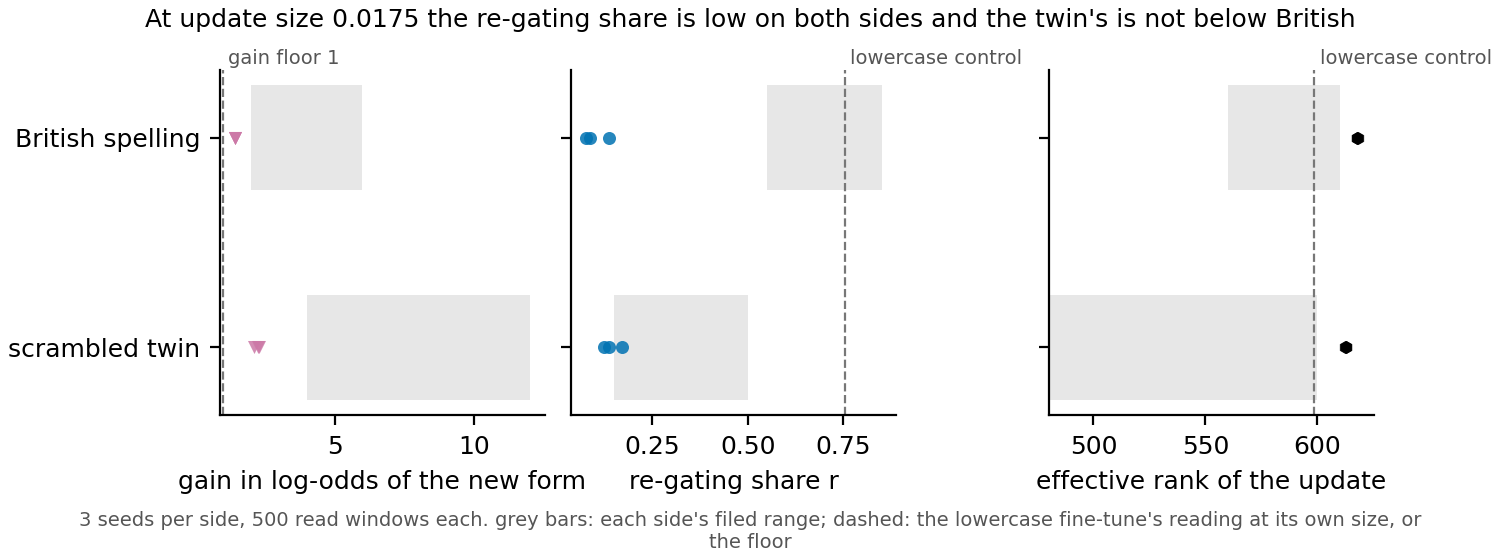 At update size 0.0175 the re-gating share is low on both sides and the twin's is not below British
gain floor 1
lowercase control
lowercase control
British spelling
scrambled twin
5
10
0.25
0.50
0.75
500
550
600
gain in log-odds of the new form
re-gating share r
effective rank of the update
3 seeds per side, 500 read windows each. grey bars: each side's filed range; dashed: the lowercase fine-tune's reading at its own size, or
the floor